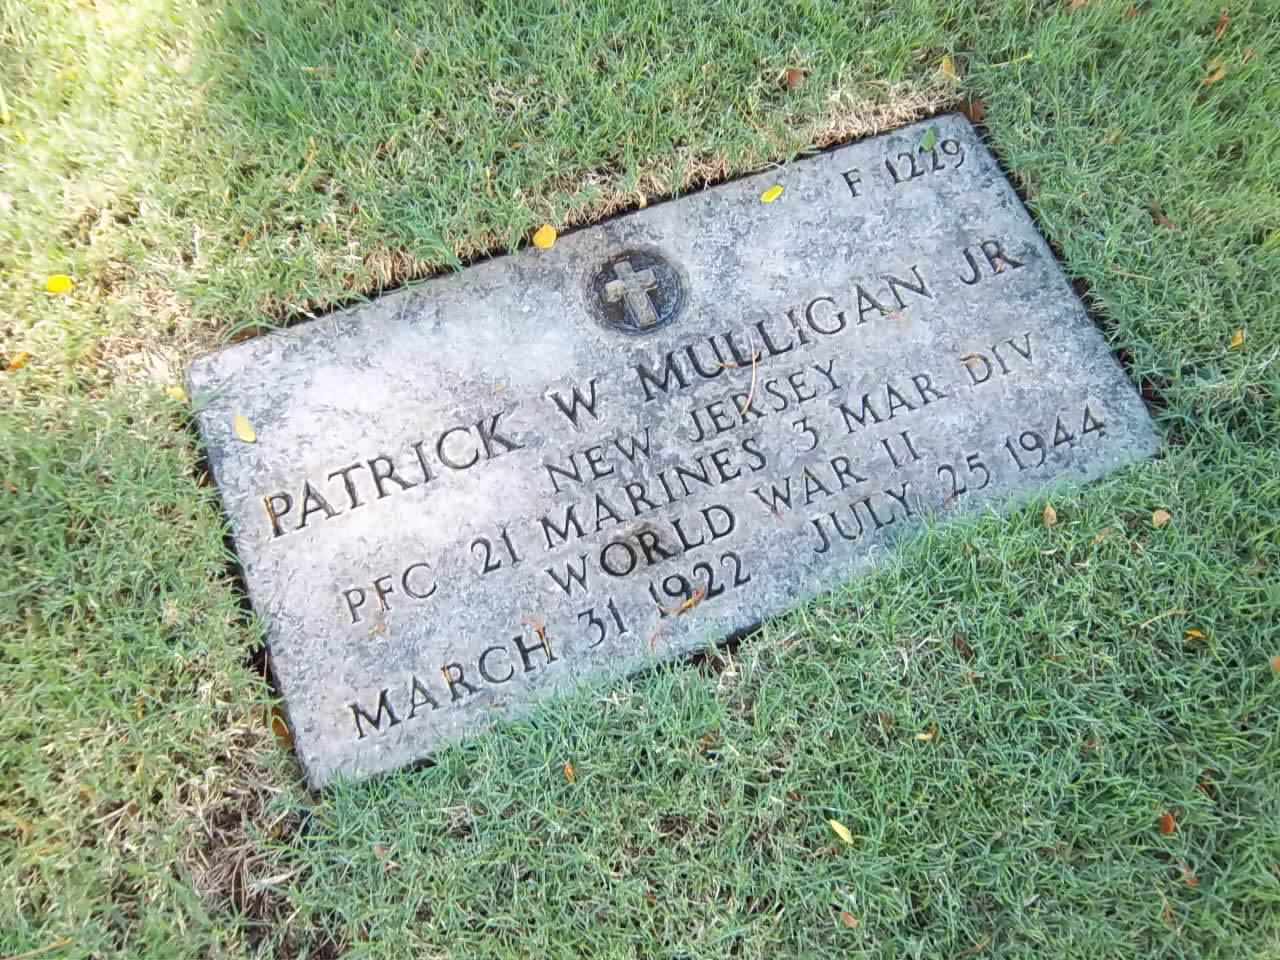 F 1229
PATRICK W MULLIGAN JR
NEW JERSEY
PFC 21 MARINES 3 MAR DIV
WORLD WAR II
MARCH 31 1922 JULY 25 1944